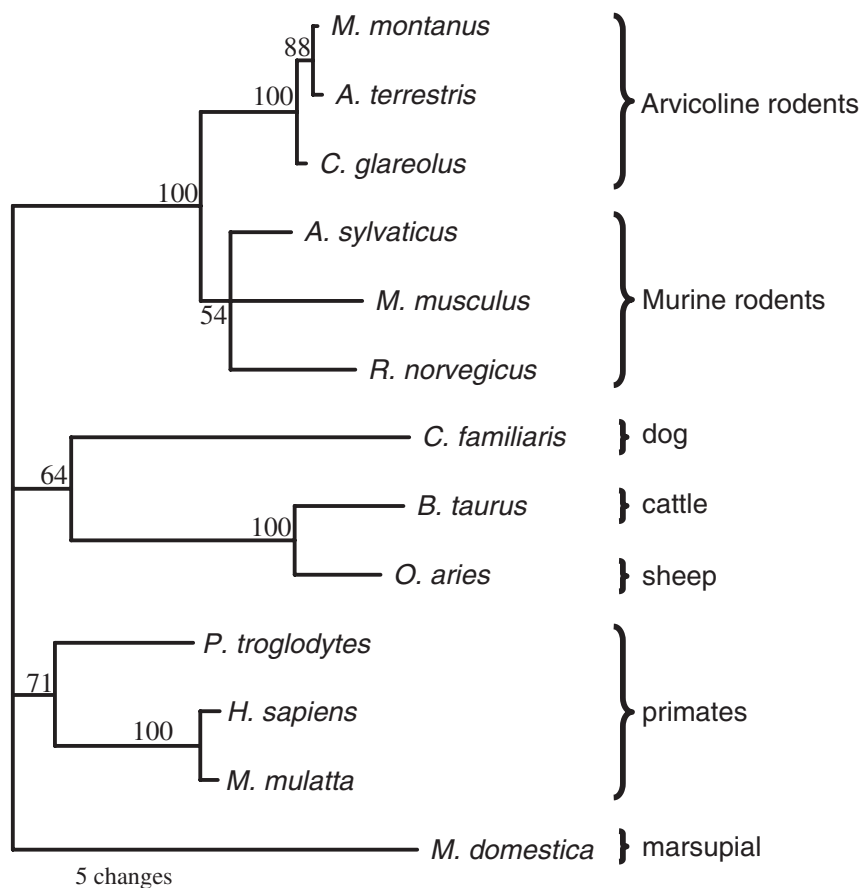 M. montanus
88
A. terrestris
Arvicoline rodents
100
C. glareolus
100
A. sylvaticus
M. musculus
Murine rodents
54
R. norvegicus
C. familiaris
dog
64
B. taurus
cattle
100
O. aries
sheep
P. troglodytes
71
H. sapiens
primates
100
M. mulatta
M. domestica
marsupial
5 changes